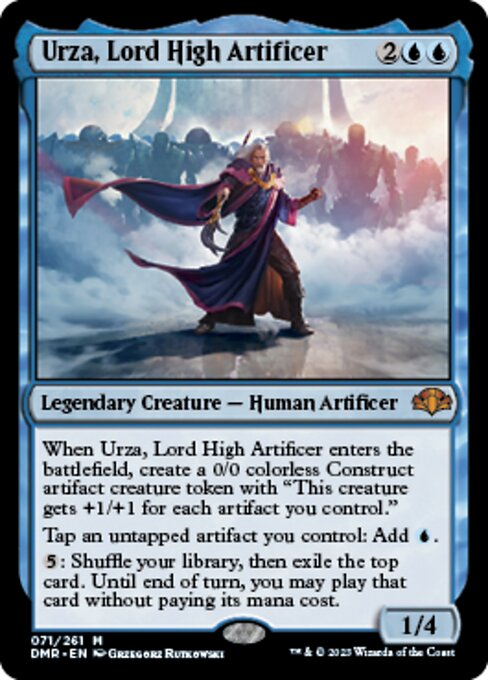 Urza, Lord High Artificer 2
Legendary Creature — Human Artificer
When Urza, Lord High Artificer enters the
battlefield, create a 0/0 colorless Construct
artifact creature token with “This creature
gets +1/+1 for each artifact you control.”
Tap an untapped artifact you control: Add .
5: Shuffle your library, then exile the top
card. Until end of turn, you may play that
card without paying its mana cost.
1/4
071/261 M
DMR • EN Grzegorz Rutkowski
™ & © 2023 Wizards of the Coast